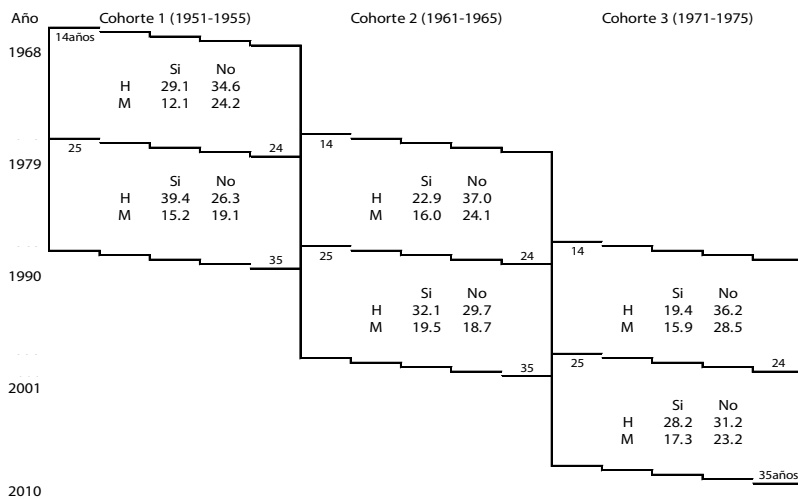 Año Cohorte 1 (1951-1955) Cohorte 2 (1961-1965) Cohorte 3 (1971-1975)
14años
1968
Si No
H 29.1 34.6
M 12.1 24.2
25 24 14
1979
Si No Si No
H 39.4 26.3 H 22.9 37.0
M 15.2 19.1 M 16.0 24.1
35 25 24 14
1990
Si No Si No
H 32.1 29.7 H 19.4 36.2
M 19.5 18.7 M 15.9 28.5
35 25 24
2001
Si No
H 28.2 31.2
M 17.3 23.2
35años
2010